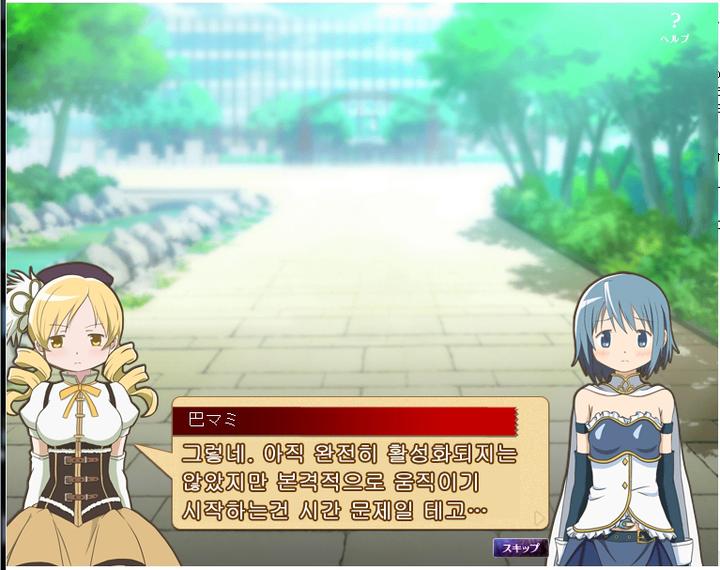 ?
ヘルプ
巴マミ
그렇네. 아직 완전히 활성화되지는
않았지만 본격적으로 움직이기
시작하는건 시간 문제일 테고…
スキップ